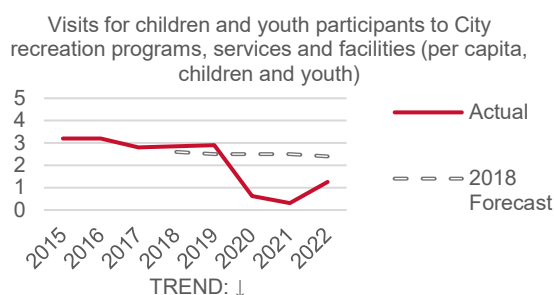 Visits for children and youth participants to City
recreation programs, services and facilities (per capita,
children and youth)
5
4
3
2
1
0
2015
2016
2017
2018
2019
2020
2021
2022
Actual
2018
Forecast
TREND: ↓